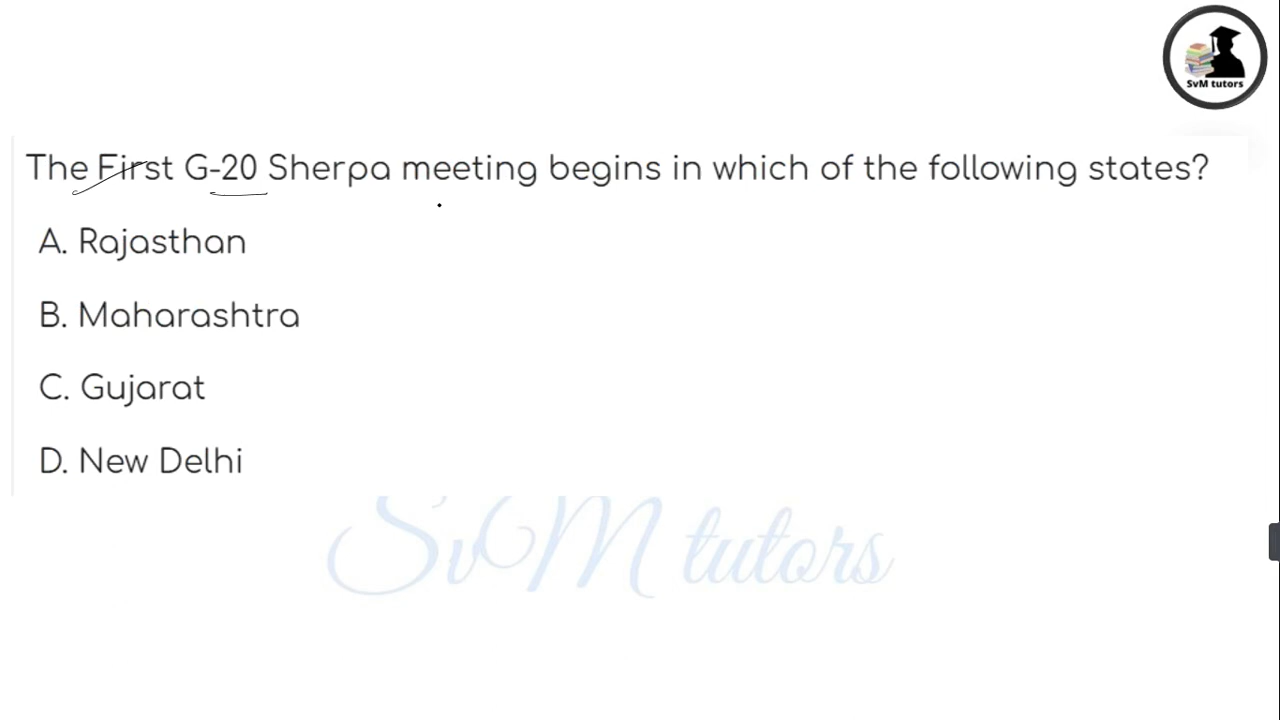 SvM tutors
The First G-20 Sherpa meeting begins in which of the following states?
A. Rajasthan
B. Maharashtra
C. Gujarat
D. New Delhi
SvM tutors